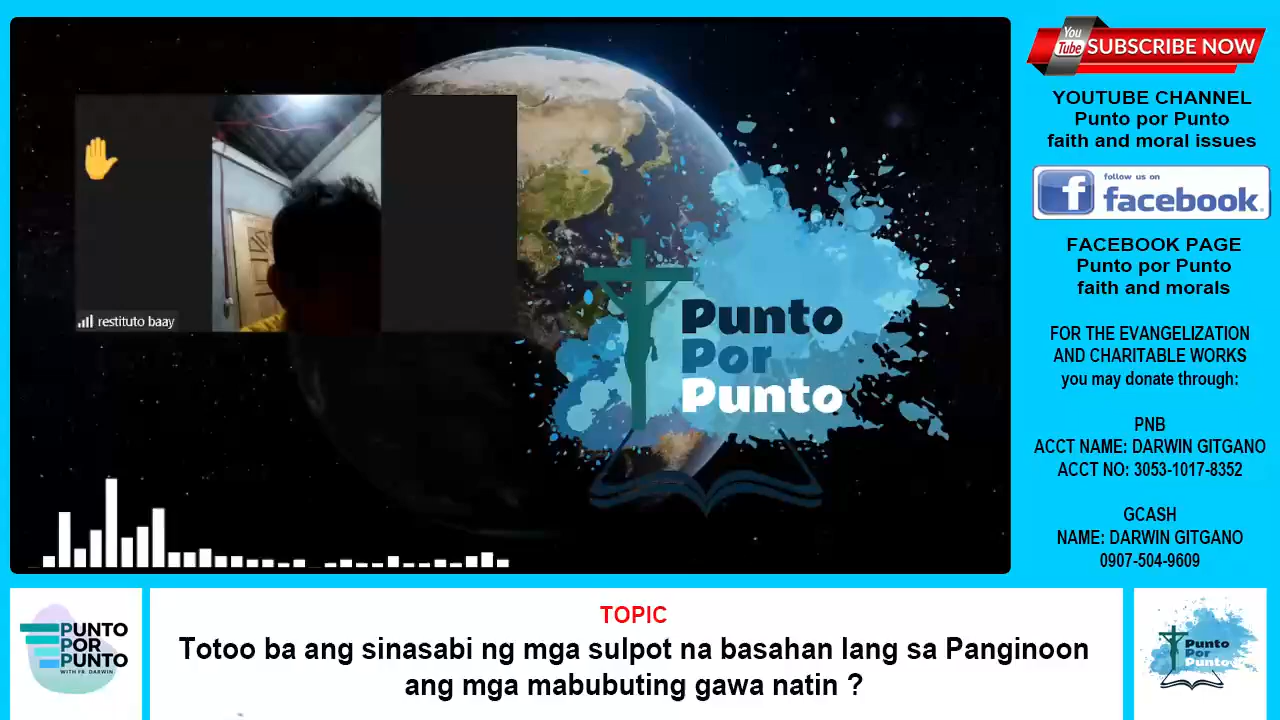 restituto baay
Punto
Por
Punto
You
Tube
SUBSCRIBE NOW
YOUTUBE CHANNEL
Punto por Punto
faith and moral issues
follow us on
facebook.
FACEBOOK PAGE
Punto por Punto
faith and morals
FOR THE EVANGELIZATION
AND CHARITABLE WORKS
you may donate through:
PNB
ACCT NAME: DARWIN GITGANO
ACCT NO: 3053-1017-8352
GCASH
NAME: DARWIN GITGANO
0907-504-9609
PUNTO
POR
PUNTO
WITH FR. DARWIN
TOPIC
Totoo ba ang sinasabi ng mga sulpot na basahan lang sa Panginoon
ang mga mabubuting gawa natin ?
Punto
Por
Punto